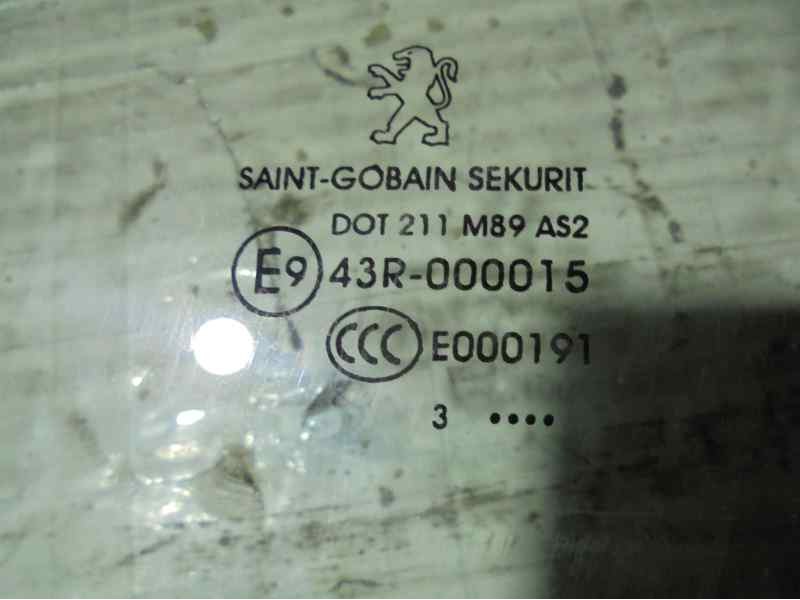 SAINT-GOBAIN SEKURIT
DOT 211 M89 AS2
E9 43R-000015
CCC E000191
3 ••••